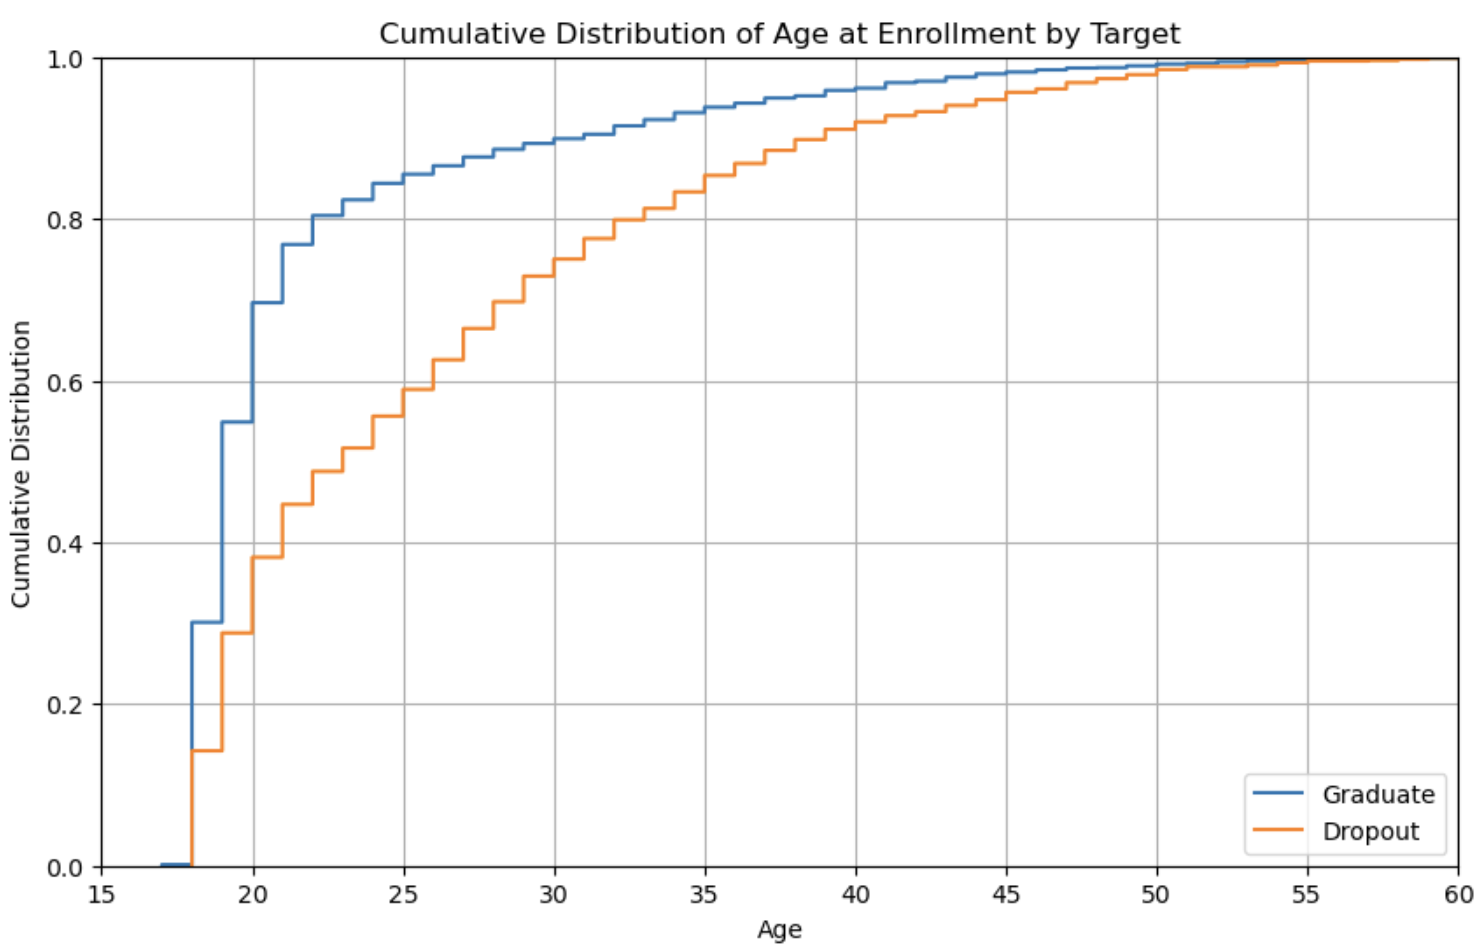 Cumulative Distribution of Age at Enrollment by Target
1.0
0.8
0.6
0.4
0.2
0.0
Cumulative Distribution
15 20 25 30 35 40 45 50 55 60
Age
Graduate
Dropout